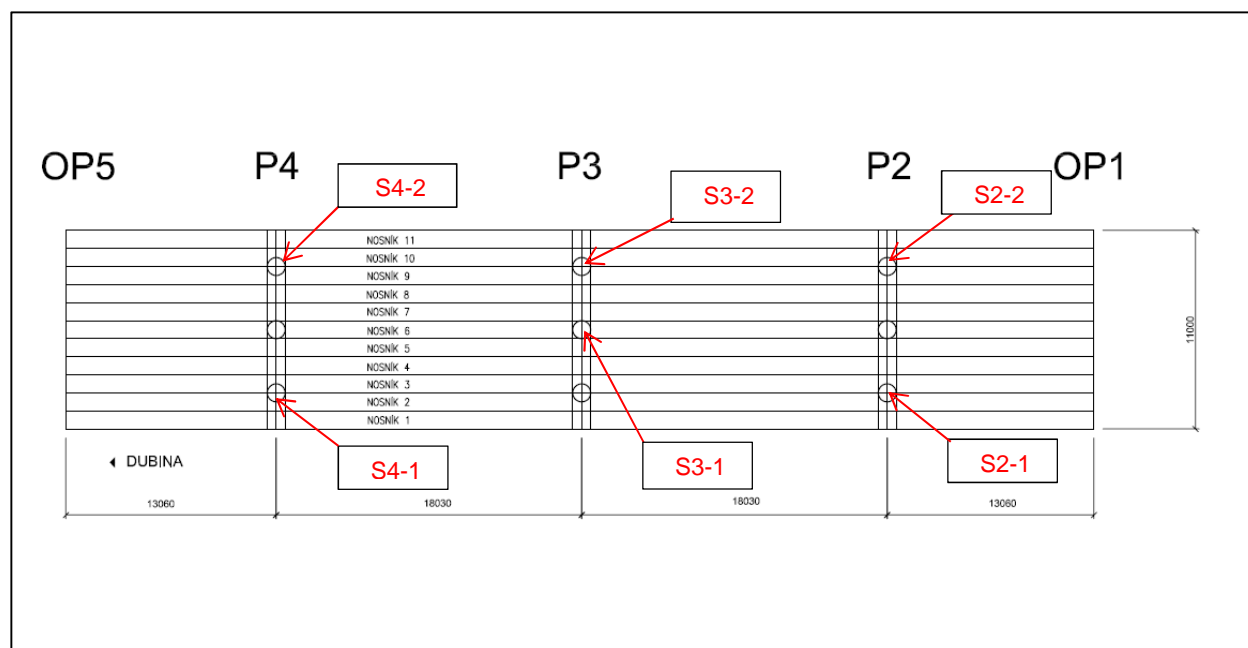 OP5 P4 P3 P2 OP1
S4-2 S3-2 S2-2
NOSNÍK 11
NOSNÍK 10
NOSNÍK 9
NOSNÍK 8
NOSNÍK 7
NOSNÍK 6
NOSNÍK 5
NOSNÍK 4
NOSNÍK 3
NOSNÍK 2
NOSNÍK 1
11000
S4-1 S3-1 S2-1
DUBINA
13060 18030 18030 13060